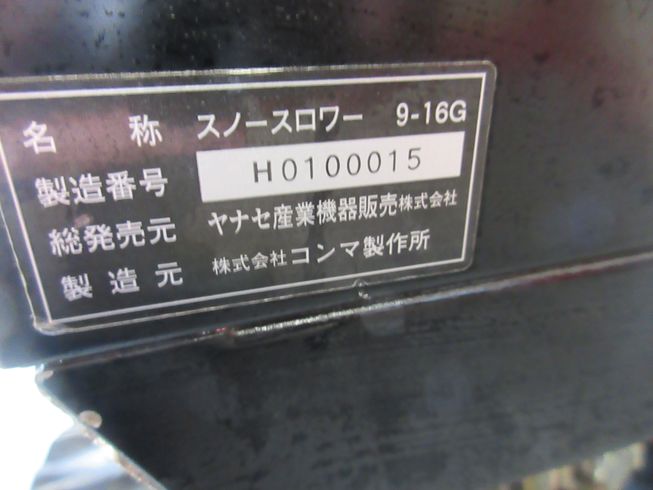 名 称 スノースロワー 9-16G
製造番号 H0100015
総発売元 ヤナセ産業機器販売株式会社
製造元 株式会社コンマ製作所